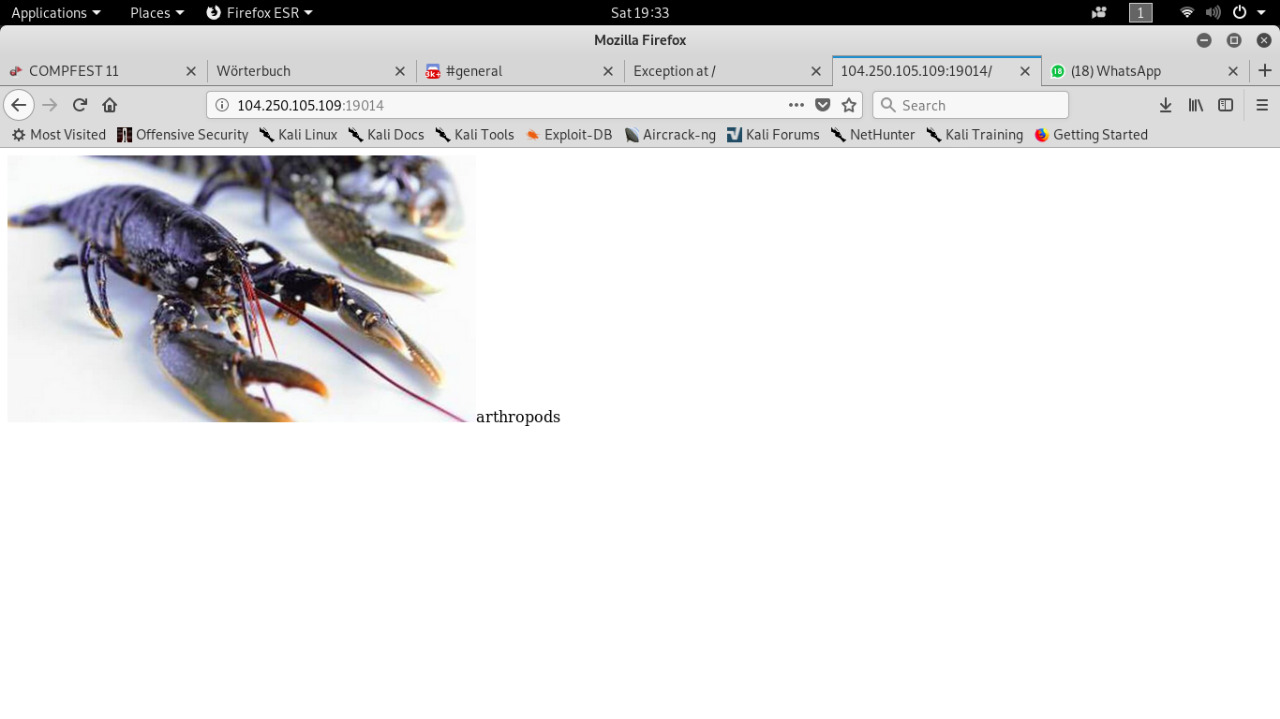 Applications Places Firefox ESR Sat 19:33 1
Mozilla Firefox
COMPFEST 11 Wörterbuch 3k+ #general Exception at / 104.250.105.109:19014/ 18 (18) WhatsApp
104.250.105.109:19014 Search
Most Visited Offensive Security Kali Linux Kali Docs Kali Tools Exploit-DB Aircrack-ng Kali Forums NetHunter Kali Training Getting Started
arthropods